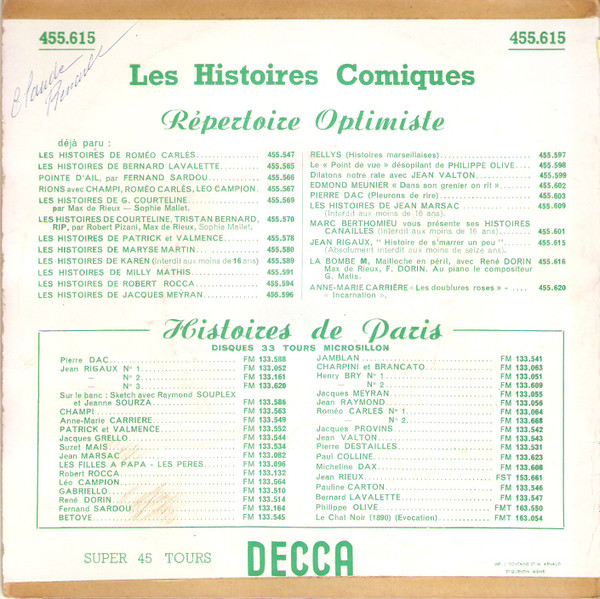 455.615 455.615
Claude
Les Histoires Comiques
Répertoire Optimiste
déjà paru :
LES HISTOIRES DE ROMÉO CARLÈS 455.547
LES HISTOIRES DE BERNARD LAVALETTE 455.565
POINTE D'AIL, par FERNAND SARDOU 455.566
RIONS avec CHAMPI, ROMÉO CARLÈS, LEO CAMPION. 455.567
LES HISTOIRES DE G. COURTELINE 455.569
par Max de Rieux — Sophie Mallet.
LES HISTOIRES DE COURTELINE, TRISTAN BERNARD, 455.570
RIP, par Robert Pizani, Max de Rieux, Sophie Mallet.
LES HISTOIRES DE PATRICK et VALMENCE 455.578
LES HISTOIRES DE MARYSE MARTIN 455.580
LES HISTOIRES DE KAREN (Interdit aux moins de 16 ans) 455.589
LES HISTOIRES DE MILLY MATHIS 455.591
LES HISTOIRES DE ROBERT ROCCA 455.594
LES HISTOIRES DE JACQUES MEYRAN 455.596
RELLYS (Histoires marseillaises) 455.597
Le « Point de vue » désopilant de PHILIPPE OLIVE 455.598
Dilatons notre rate avec JEAN VALTON 455.599
EDMOND MEUNIER « Dans son grenier on rit » 455.602
PIERRE DAC (Pleurons de rire) 455.603
LES HISTOIRES DE JEAN MARSAC 455.609
(Interdit aux moins de 16 ans).
MARC BERTHOMIEU vous présente ses HISTOIRES
CANAILLES (Interdit aux moins de 16 ans) 455.601
JEAN RIGAUX, " Histoire de s'marrer un peu " 455.615
(Absolument interdit aux moins de seize ans).
LA BOMBE M, Mailloche en péril, avec René DORIN 455.616
Max de Rieux, F. DORIN. Au piano le compositeur
G. Matis.
ANNE-MARIE CARRIÈRE « Les doublures roses » - 455.620
« Incarnation »,
Histoires de Paris
DISQUES 33 TOURS MICROSILLON
Pierre DAC FM 133.588
Jean RIGAUX N° 1 FM 133.052
— N° 2 FM 133.161
— N° 3 FM 133.620
Sur le banc : Sketch avec Raymond SOUPLEX
et Jeanne SOURZA FM 133.586
CHAMPI FM 133.563
Anne-Marie CARRIERE FM 133.549
PATRICK et VALMENCE FM 133.552
Jacques GRELLO FM 133.544
Suzet MAIS FM 133.534
Jean MARSAC FM 133.082
LES FILLES A PAPA - LES PERES FM 133.096
Robert ROCCA FM 133.132
Léo CAMPION FM 133.564
GABRIELLO FM 133.510
René DORIN FM 133.514
Fernand SARDOU FM 133.164
BETOVE FM 133.545
JAMBLAN FM 133.541
CHARPINI et BRANCATO FM 133.063
Henry BRY N° 1 FM 133.051
— N° 2 FM 133.609
Jacques MEYRAN FM 133.055
Jean RAYMOND FM 133.056
Roméo CARLES N° 1 FM 133.064
— N° 2 FM 133.668
Jacques PROVINS FM 133.542
Jean VALTON FM 133.543
Pierre DESTAILLES FM 133.531
Paul COLLINE FM 133.623
Micheline DAX FM 133.608
Jean RIEUX FST 153.661
Pauline CARTON FM 133.546
Bernard LAVALETTE FM 133.547
Philippe OLIVE FMT 163.550
Le Chat Noir (1890) (Evocation) FMT 163.054
SUPER 45 TOURS DECCA